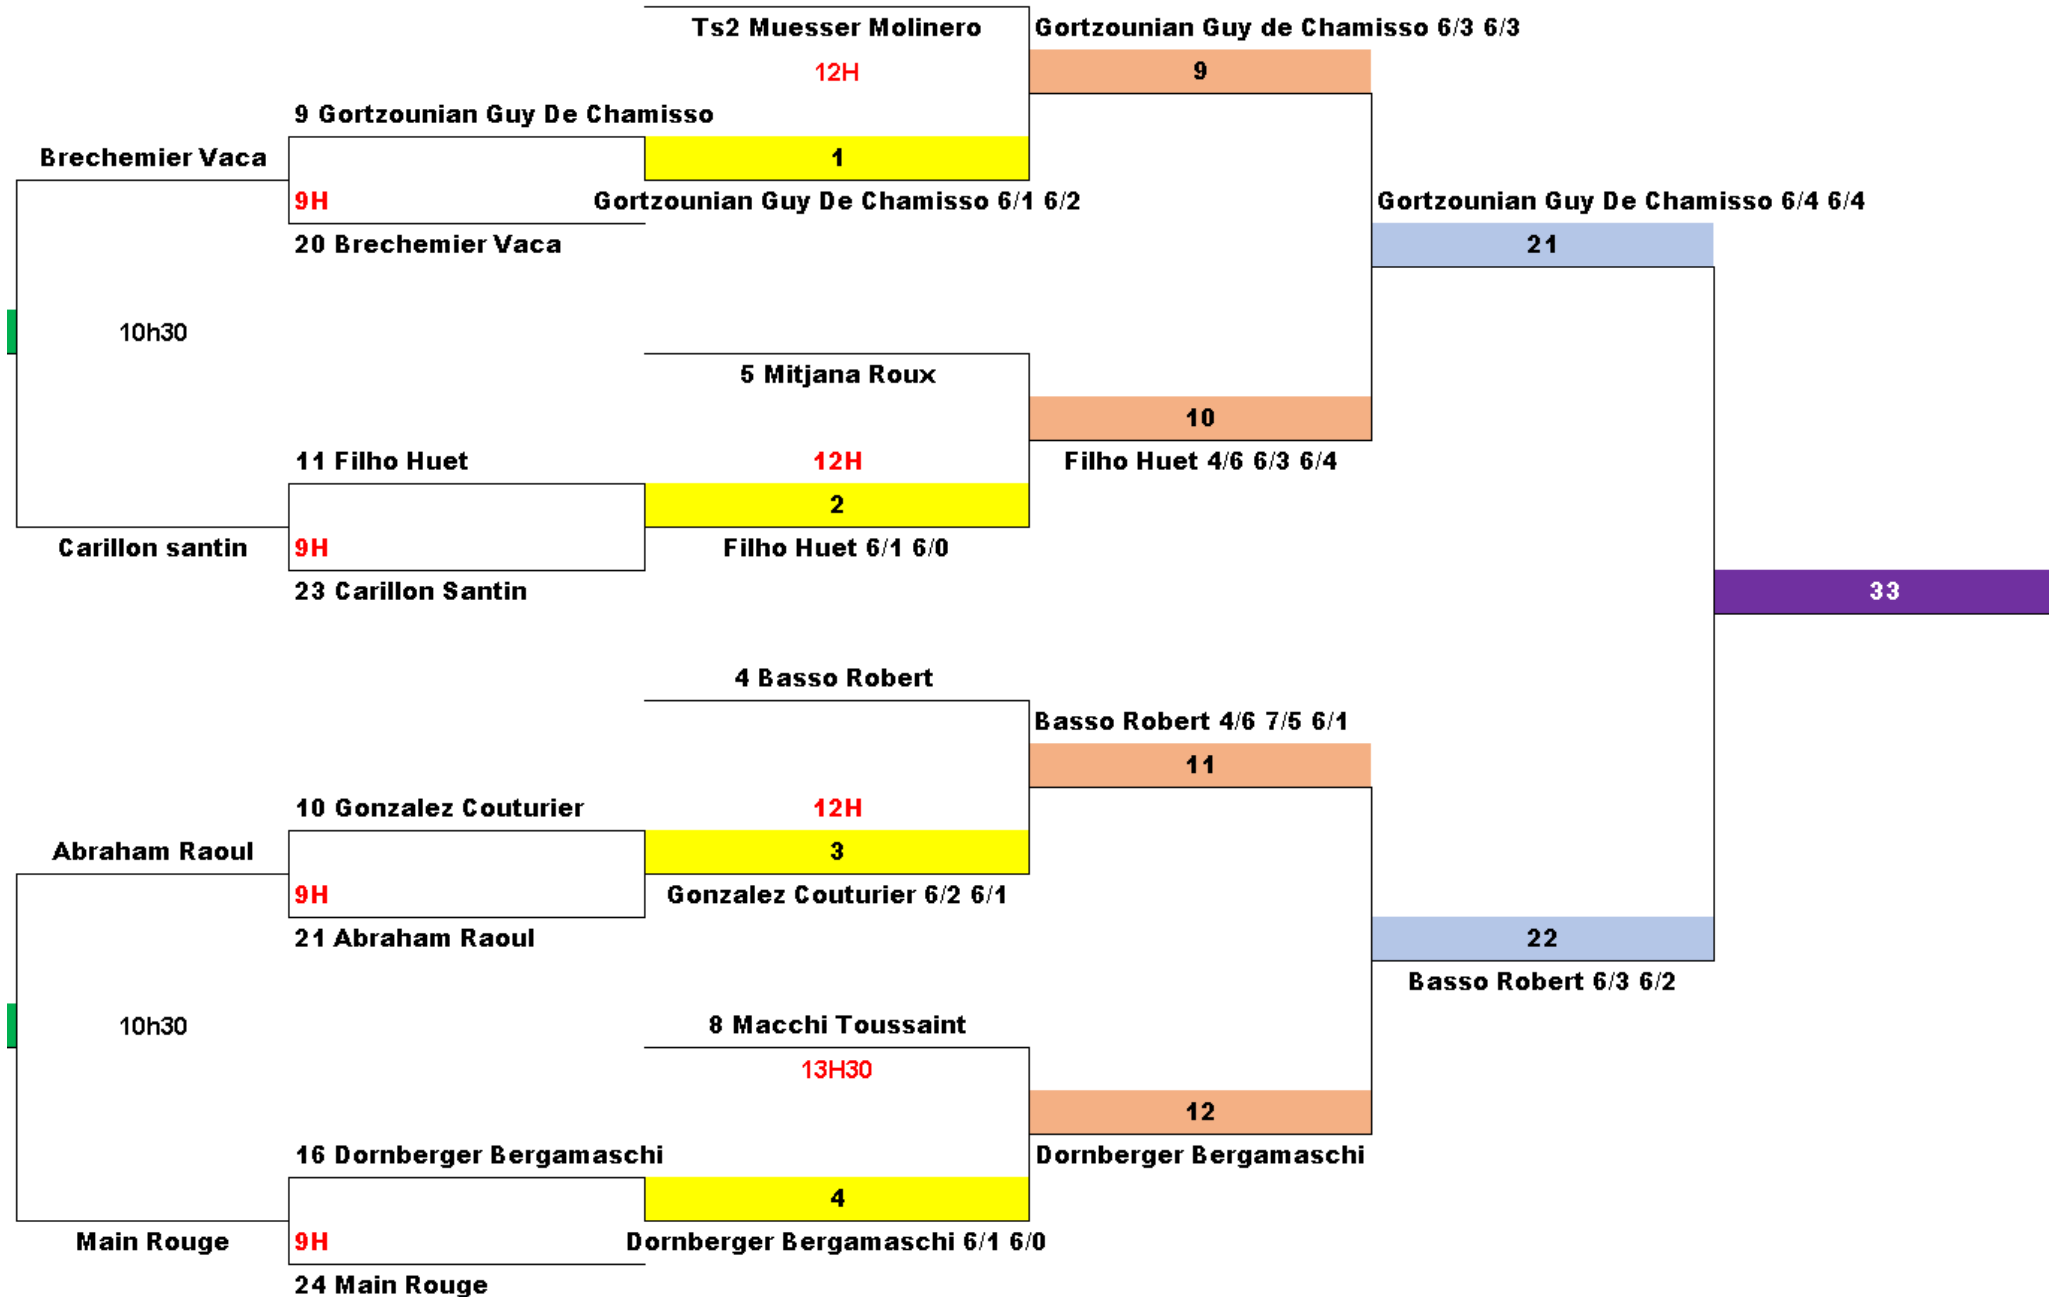 Ts2 Muesser Molinero
Gortzounian Guy de Chamisso 6/3 6/3
12H
9
9 Gortzounian Guy De Chamisso
Brechemier Vaca
1
9H
Gortzounian Guy De Chamisso 6/1 6/2
Gortzounian Guy De Chamisso 6/4 6/4
20 Brechemier Vaca
21
10h30
5 Mitjana Roux
10
11 Filho Huet
12H
Filho Huet 4/6 6/3 6/4
2
Carillon santin
9H
Filho Huet 6/1 6/0
23 Carillon Santin
33
4 Basso Robert
Basso Robert 4/6 7/5 6/1
11
10 Gonzalez Couturier
12H
Abraham Raoul
3
9H
Gonzalez Couturier 6/2 6/1
21 Abraham Raoul
22
Basso Robert 6/3 6/2
10h30
8 Macchi Toussaint
13H30
12
16 Dornberger Bergamaschi
Dornberger Bergamaschi
4
Main Rouge
9H
Dornberger Bergamaschi 6/1 6/0
24 Main Rouge